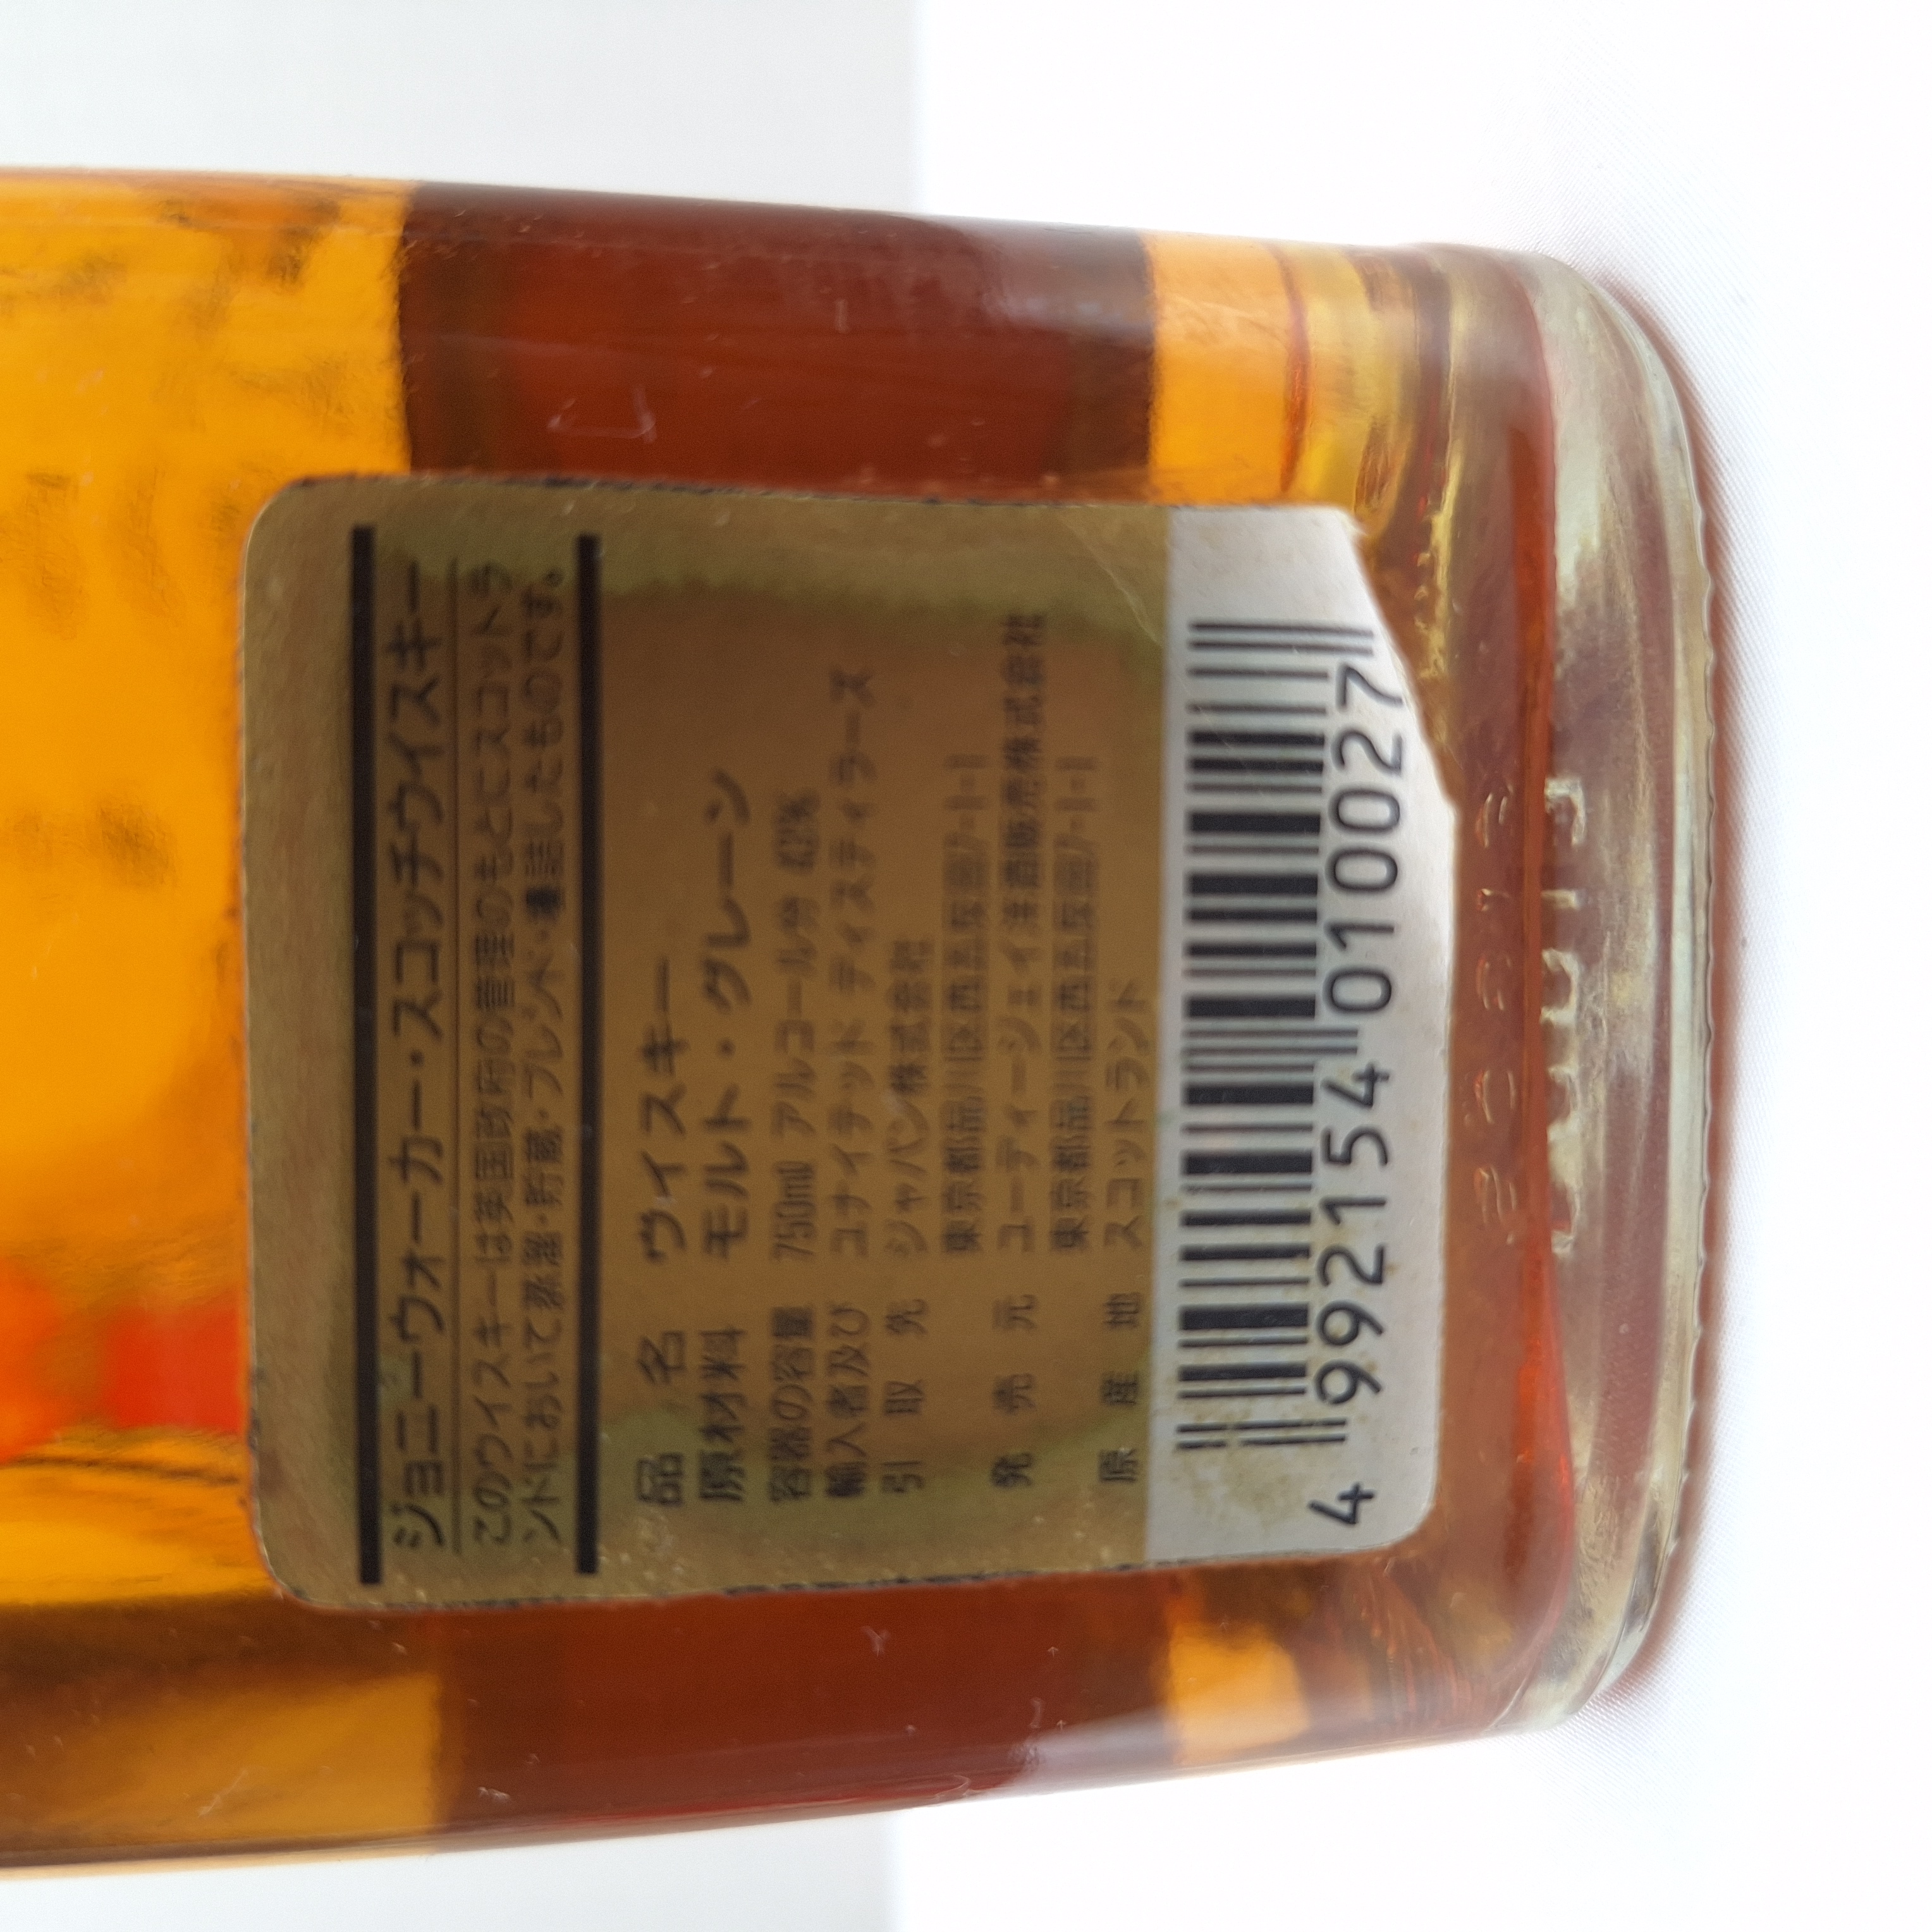 ジョニーウォーカー・スコッチウイスキー
このウイスキーは英国政府の管理のもとにスコットラ
ンドにおいて蒸溜・貯蔵・ブレンド・壜詰したものです。
品名 ウイスキー
原材料 モルト・グレーン
容器の容量 750ml アルコール分 43%
輸入者及び ユナイテッド ディスティラーズ
引取先 ジャパン株式会社
東京都品川区西五反田7-1-1
発売元 ユーディージェイ洋酒販売株式会社
東京都品川区西五反田7-1-1
原産地 スコットランド
4 992154 010027